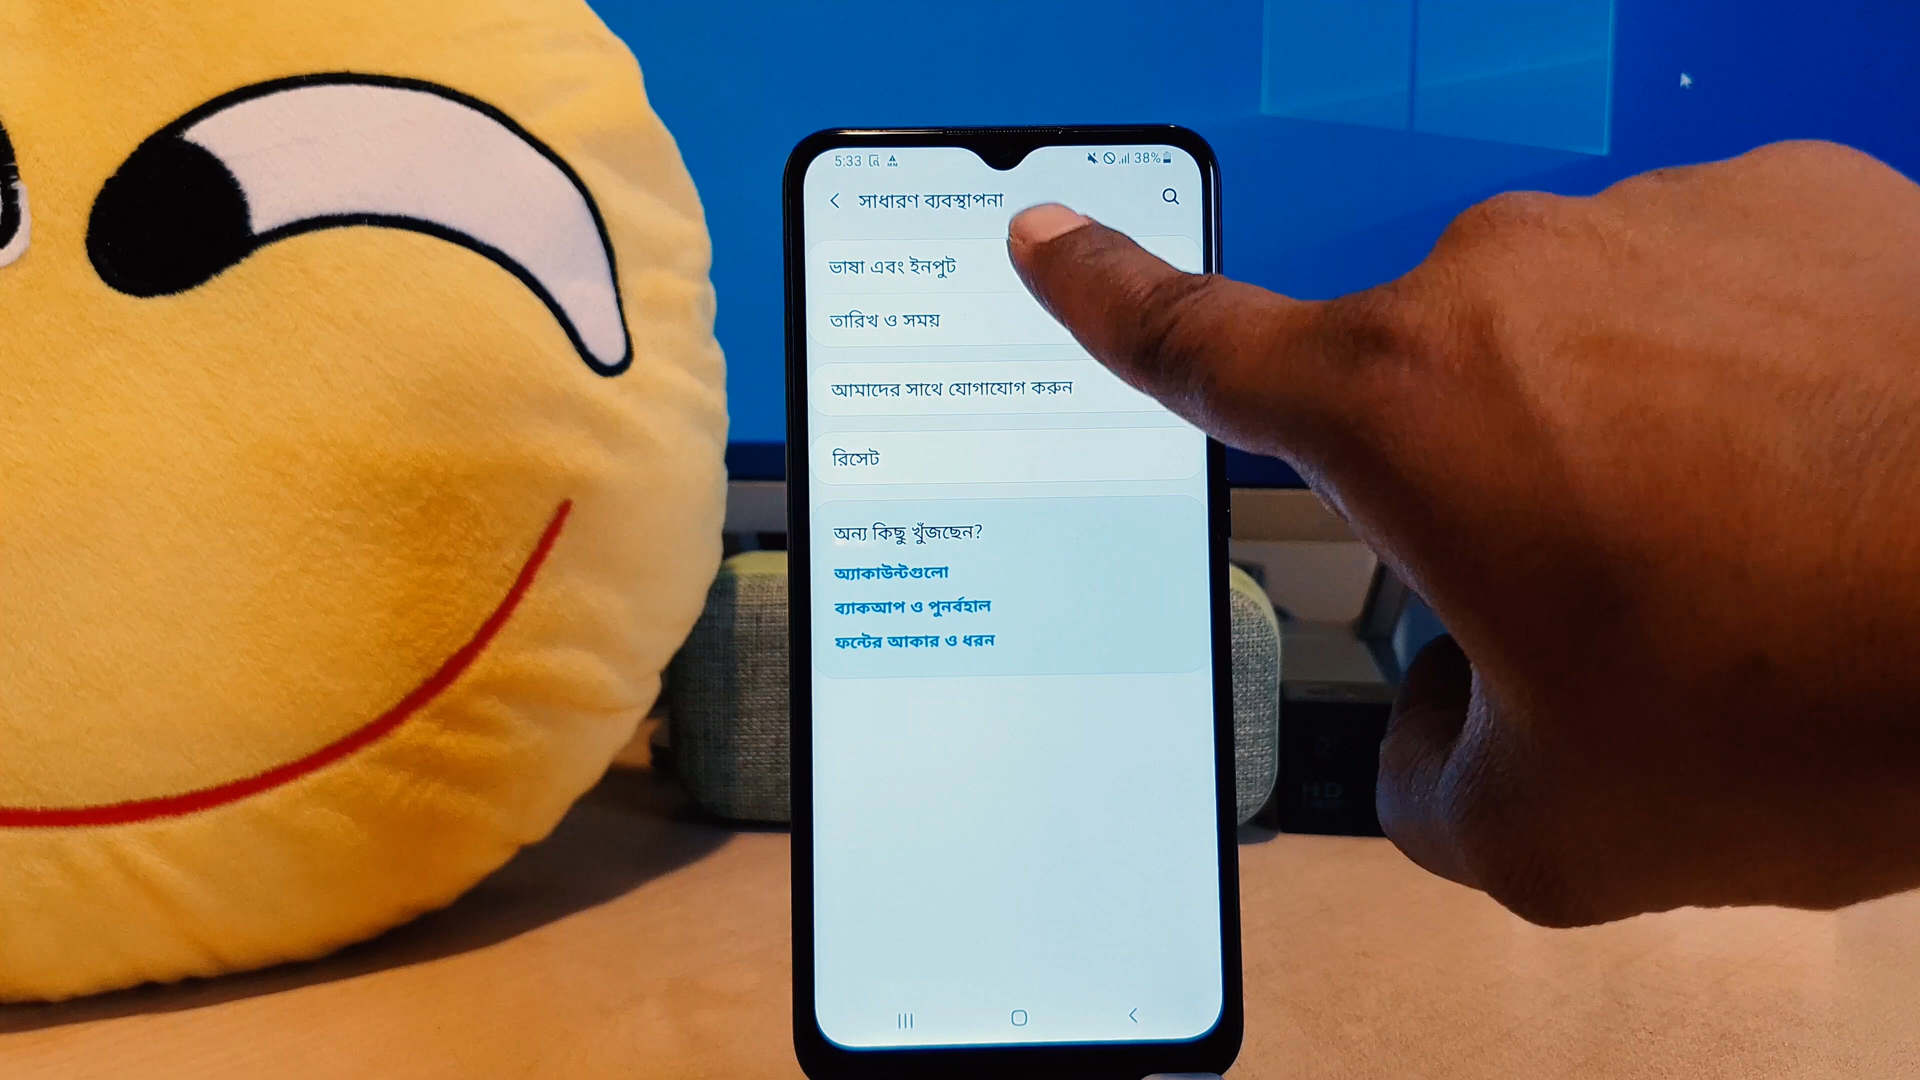 5:33 38%
সাধারণ ব্যবস্থাপনা
ভাষা এবং ইনপুট
তারিখ ও সময়
আমাদের সাথে যোগাযোগ করুন
রিসেট
অন্য কিছু খুঁজছেন?
অ্যাকাউন্টগুলো
ব্যাকআপ ও পুনর্বহাল
ফন্টের আকার ও ধরন
HD